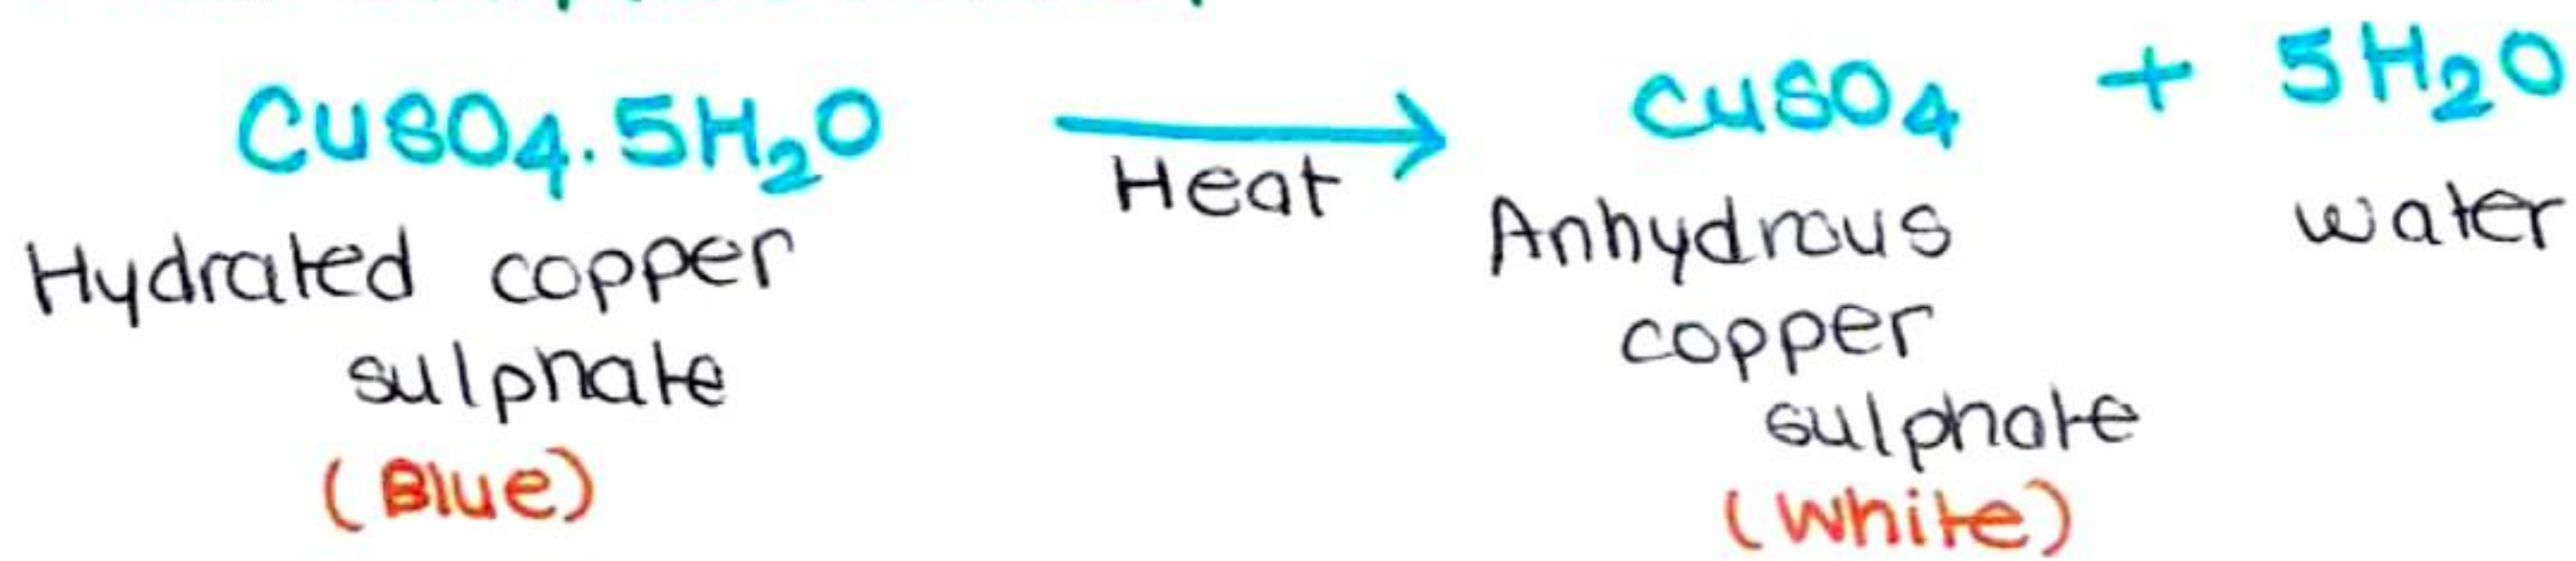 CuSO4.5H2O → CuSO4 + 5H2O
Heat
Hydrated copper sulphate
(Blue)
Anhydrous copper sulphate
(White)
water